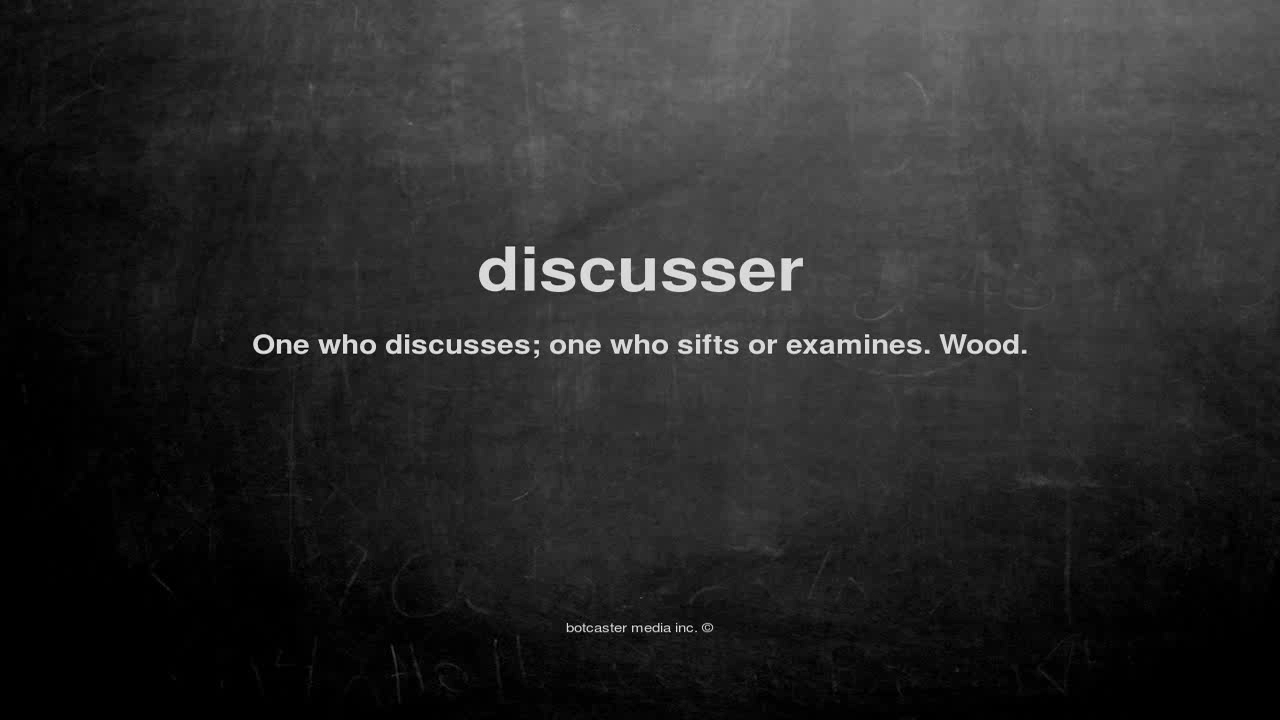 discusser
One who discusses; one who sifts or examines. Wood.
botcaster media inc. ©